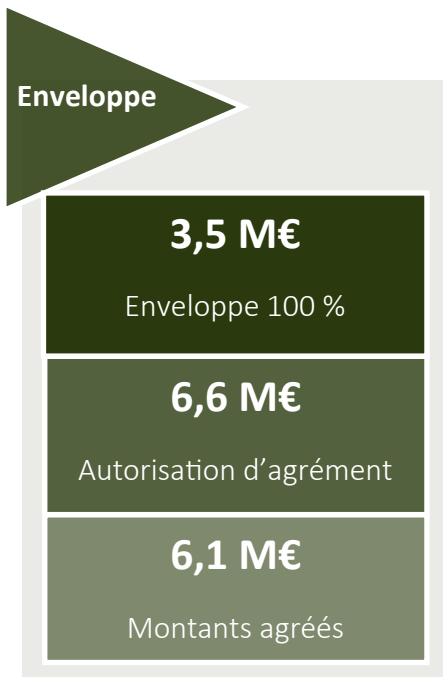 Enveloppe
3,5 M€
Enveloppe 100 %
6,6 M€
Autorisation d’agrément
6,1 M€
Montants agréés